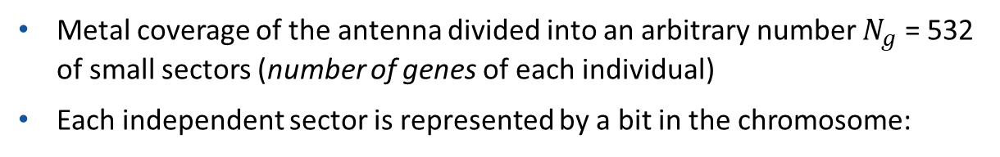 • Metal coverage of the antenna divided into an arbitrary number N_g = 532
of small sectors (number of genes of each individual)
• Each independent sector is represented by a bit in the chromosome: